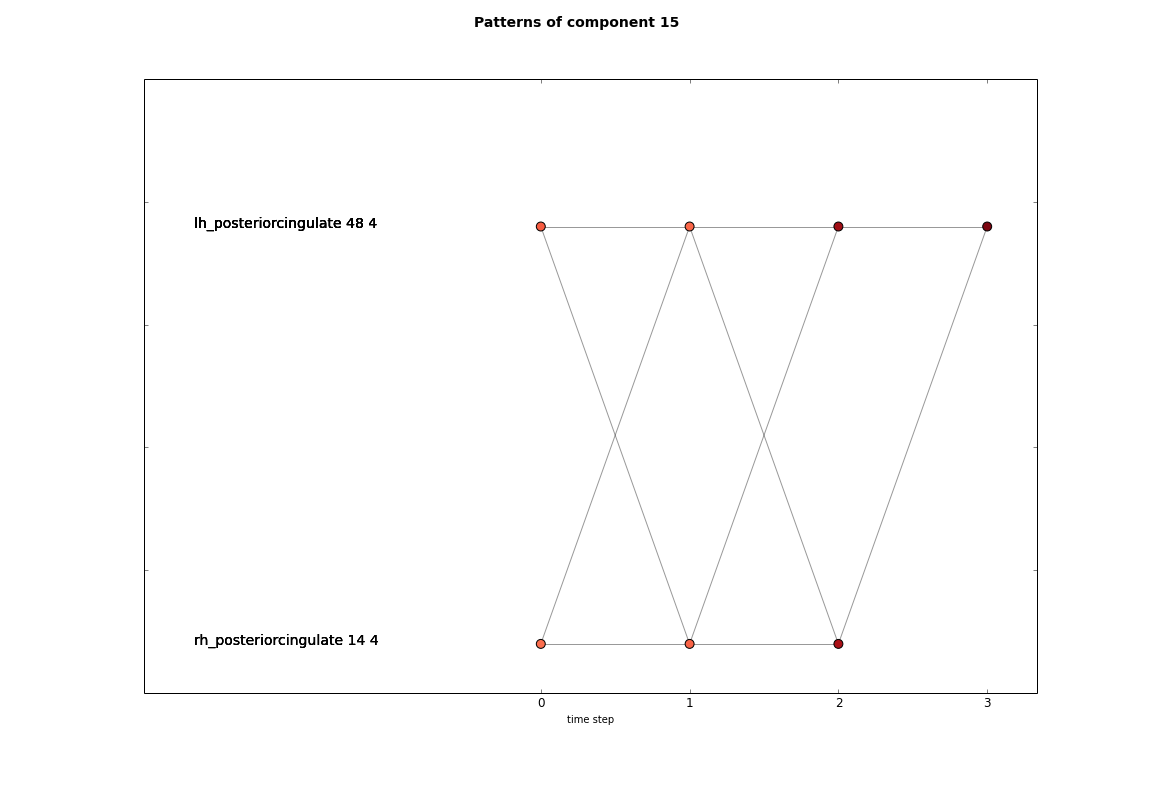 Patterns of component 15
lh_posteriorcingulate 48 4
rh_posteriorcingulate 14 4
0 1 2 3
time step